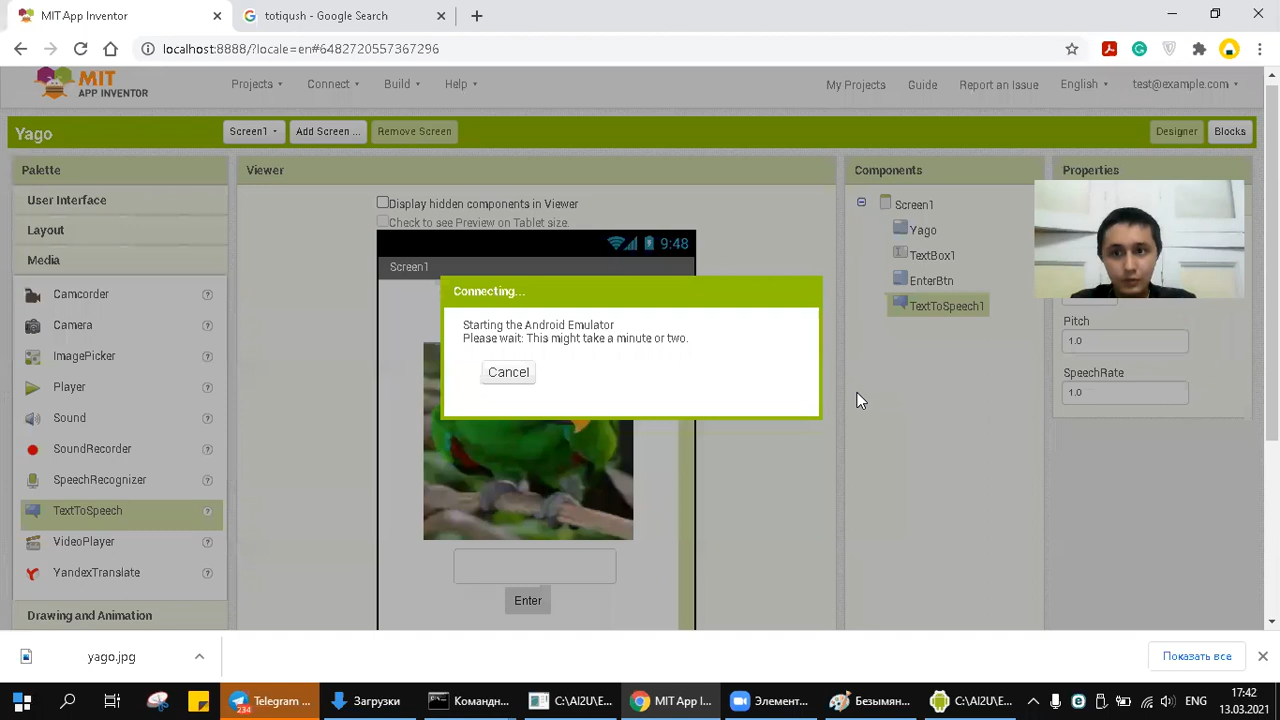 MIT App Inventor
totiqush - Google Search
localhost:8888/?locale=en#6482720557367296
MIT
APP INVENTOR
Projects
Connect
Build
Help
My Projects
Guide
Report an Issue
English
test@example.com
Yago
Screen1
Add Screen ...
Remove Screen
Designer
Blocks
Palette
User Interface
Layout
Media
Camcorder
Camera
ImagePicker
Player
Sound
SoundRecorder
SpeechRecognizer
TextToSpeech
VideoPlayer
YandexTranslate
Drawing and Animation
Viewer
Display hidden components in Viewer
Check to see Preview on Tablet size.
9:48
Screen1
Connecting...
Starting the Android Emulator
Please wait: This might take a minute or two.
Cancel
Enter
Components
Screen1
Yago
TextBox1
EnterBtn
TextToSpeech1
Properties
Pitch
1.0
SpeechRate
1.0
yago.jpg
Показать все
Telegram ...
234
Загрузки
Командн...
C:\AI2U\E...
MIT App I...
Элемент...
Безымян...
C:\AI2U\E...
ENG
17:42
13.03.2021